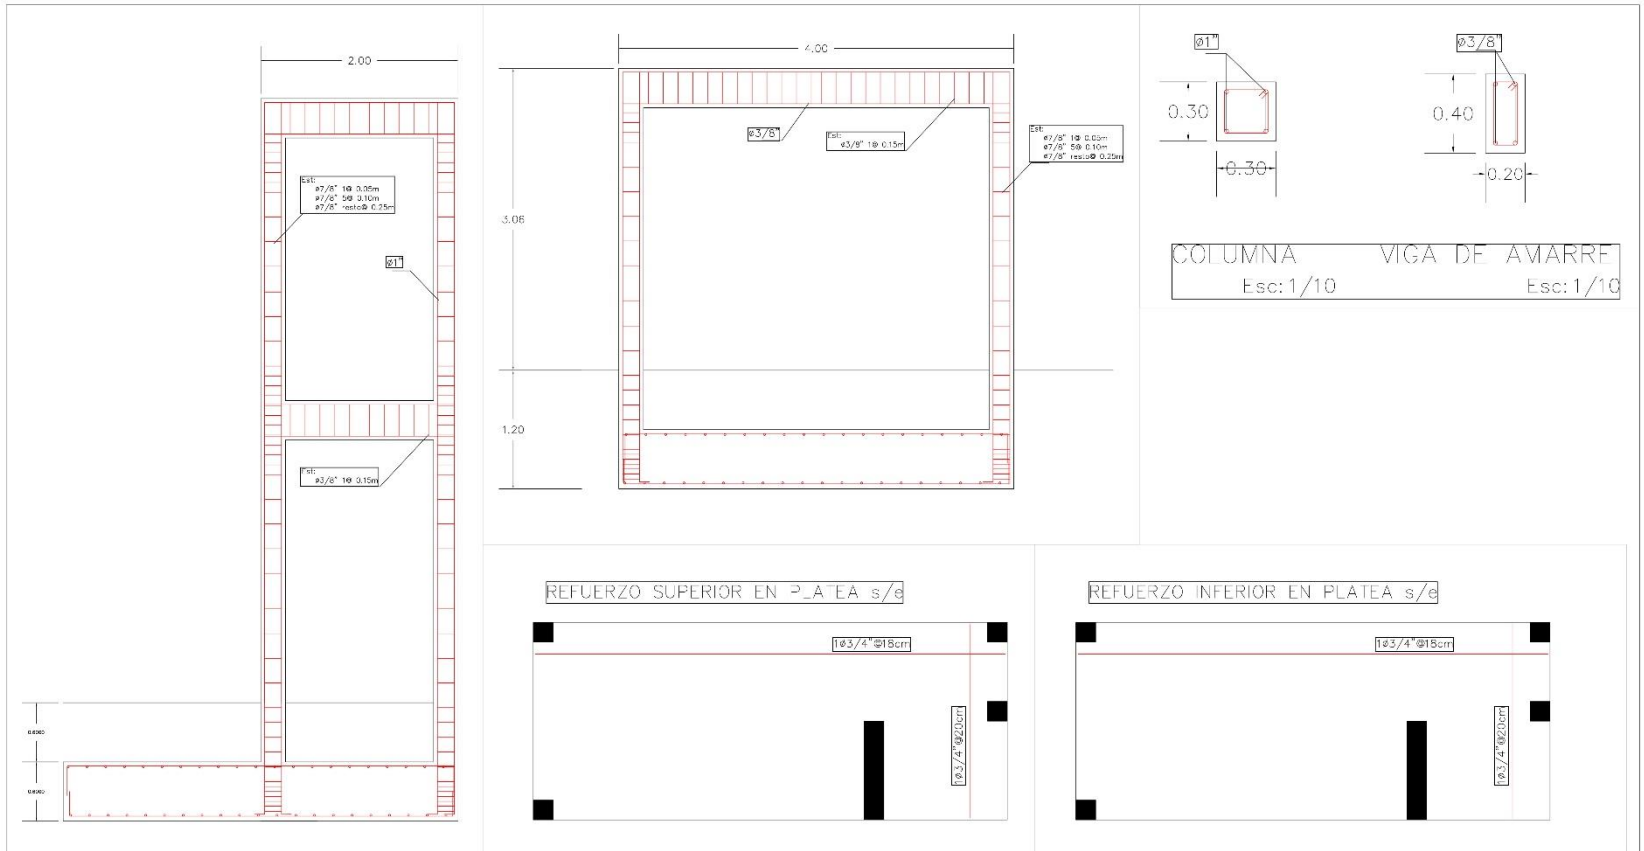 2.00
Est:
ø7/8" 1@ 0.05m
ø7/8" 5@ 0.10m
ø7/8" resto@ 0.25m
ø1"
Est:
ø3/8" 1@ 0.15m
0.6000
0.6000
4.00
ø3/8"
Est:
ø3/8" 1@ 0.15m
Est:
ø7/8" 1@ 0.05m
ø7/8" 5@ 0.10m
ø7/8" resto@ 0.25m
3.06
1.20
ø1"
0.30
0.30
ø3/8"
0.40
0.20
COLUMNA VIGA DE AMARRE
Esc: 1/10 Esc: 1/10
REFUERZO SUPERIOR EN PLATEA s/e
1ø3/4"@18cm
1ø3/4"@20cm
REFUERZO INFERIOR EN PLATEA s/e
1ø3/4"@18cm
1ø3/4"@20cm